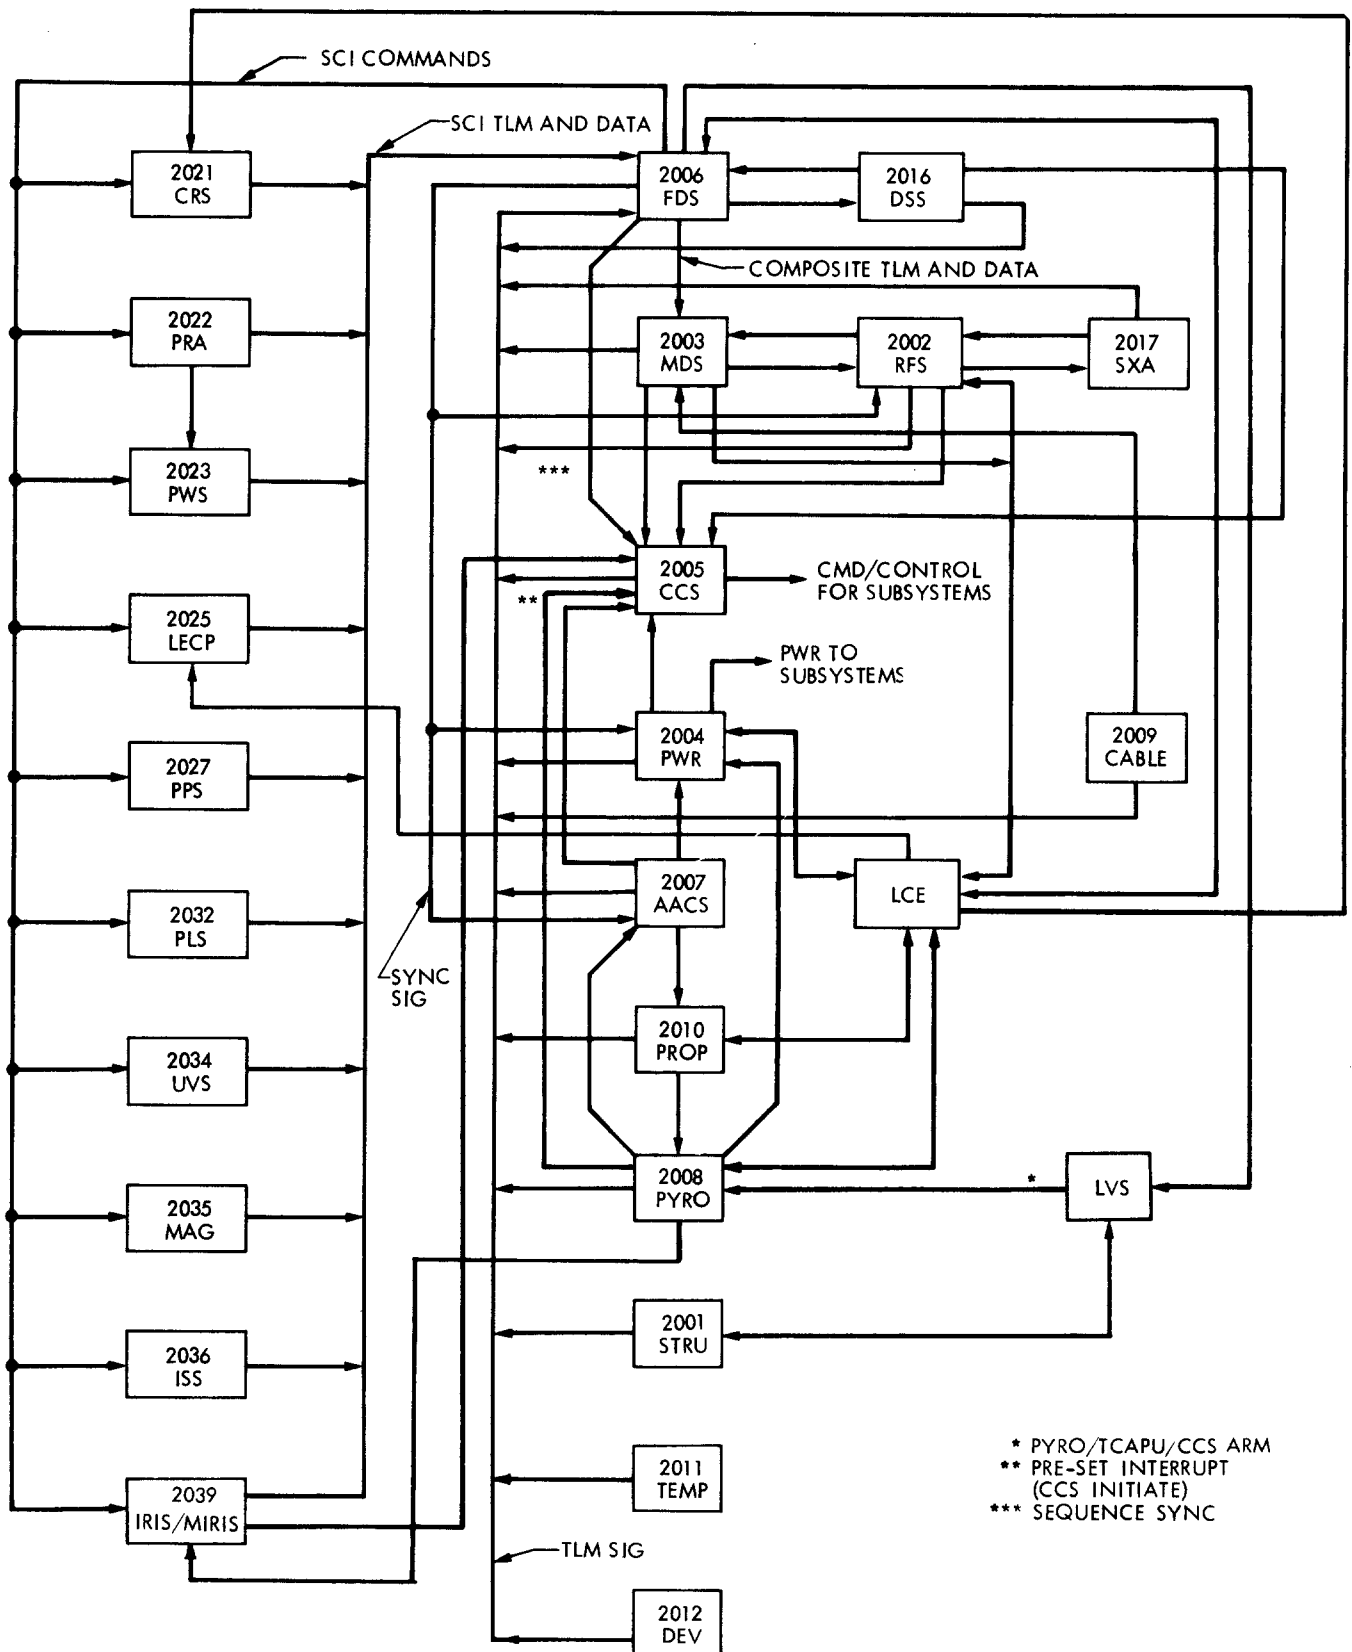 SCI COMMANDS
SCI TLM AND DATA
2021
CRS
2006
FDS
2016
DSS
COMPOSITE TLM AND DATA
2022
PRA
2003
MDS
2002
RFS
2017
SXA
2023
PWS
***
2005
CCS
**
CMD/CONTROL
FOR SUBSYSTEMS
2025
LECP
PWR TO
SUBSYSTEMS
2027
PPS
2004
PWR
2009
CABLE
2007
AACS
LCE
2032
PLS
SYNC
SIG
2010
PROP
2034
UVS
2008
PYRO
*
LVS
2035
MAG
2001
STRU
2036
ISS
* PYRO/TCAPU/CCS ARM
** PRE-SET INTERRUPT
(CCS INITIATE)
*** SEQUENCE SYNC
2011
TEMP
2039
IRIS/MIRIS
TLM SIG
2012
DEV